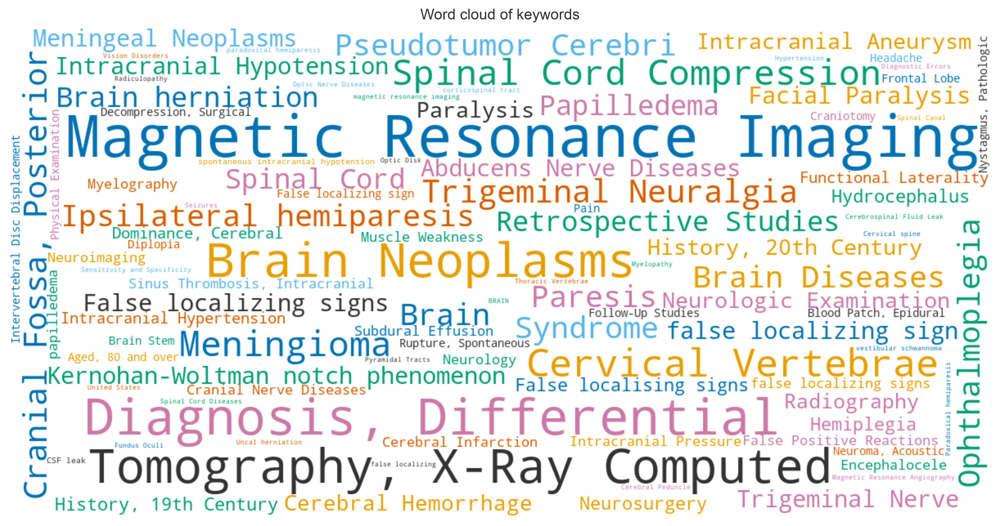 Word cloud of keywords
Meningeal Neoplasms
Pseudotumor Cerebri
Intracranial Aneurysm
paradoxical hemiparesis
Vision Disorders
Intracranial Hypotension
Spinal Cord Compression
Hypertension
Headache
Diagnostic Errors
Nystagmus, Pathologic
Radiculopathy
Frontal Lobe
Optic Nerve Diseases
corticospinal tract
Brain herniation
magnetic resonance imaging
Facial Paralysis
Papilledema
Paralysis
Decompression, Surgical
Craniotomy
Spinal Canal
Magnetic Resonance Imaging
Cranial Fossa, Posterior
Physical Examination
Intervertebral Disc Displacement
spontaneous intracranial hypotension
Optic Disk
Abducens Nerve Diseases
Spinal Cord
Functional Laterality
Myelography
False localizing sign
Trigeminal Neuralgia
Hydrocephalus
Seizures
Pain
Ipsilateral hemiparesis
Retrospective Studies
Cerebrospinal Fluid Leak
Dominance, Cerebral
Muscle Weakness
Cervical spine
Diplopia
History, 20th Century
Neuroimaging
Brain Neoplasms
Myelopathy
Sensitivity and Specificity
Brain Diseases
Thoracic Vertebrae
Sinus Thrombosis, Intracranial
papilledema
Ophthalmoplegia
Paresis
Neurologic Examination
False localizing signs
BRAIN
Brain
Follow-Up Studies
Blood Patch, Epidural
Intracranial Hypertension
Syndrome
false localizing sign
Subdural Effusion
Brain Stem
Meningioma
Rupture, Spontaneous
vestibular schwannoma
Aged, 80 and over
Pyramidal Tracts
Neurology
Cervical Vertebrae
Kernohan-Woltman notch phenomenon
False localising signs
false localizing signs
United States
Cranial Nerve Diseases
Paradoxical hemiparesis
Spinal Cord Diseases
Radiography
Diagnosis, Differential
Hemiplegia
Fundus Oculi
Uncal herniation
Cerebral Infarction
Intracranial Pressure
False Positive Reactions
Neuroma, Acoustic
CSF leak
Tomography, X-Ray Computed
false localizing
Encephalocele
Magnetic Resonance Angiography
Cerebral Peduncle
History, 19th Century
Cerebral Hemorrhage
Neurosurgery
Trigeminal Nerve